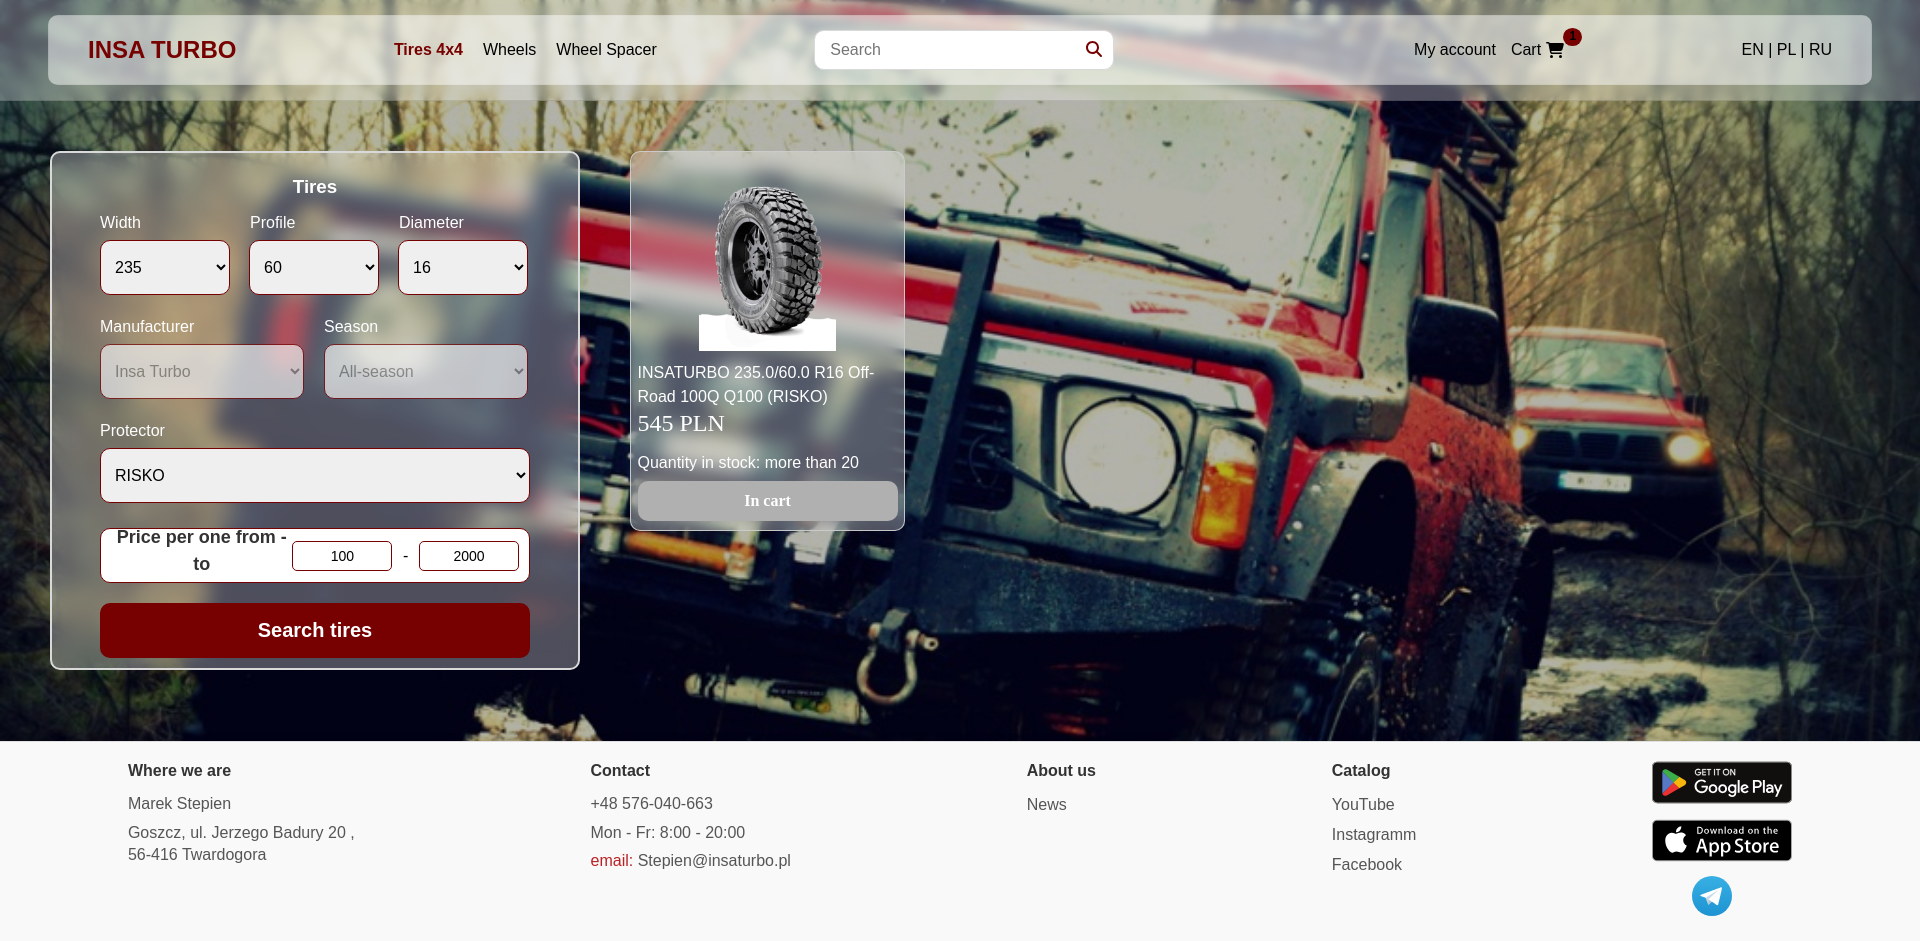 INSA TURBO
Tires 4x4
Wheels
Wheel Spacer
Search
My account
Cart
1
EN | PL | RU
Tires
Width
Profile
Diameter
235
60
16
Manufacturer
Season
Insa Turbo
All-season
Protector
RISKO
Price per one from -
to
100
-
2000
Search tires
INSATURBO 235.0/60.0 R16 Off-
Road 100Q Q100 (RISKO)
545 PLN
Quantity in stock: more than 20
In cart
Where we are
Marek Stepien
Goszcz, ul. Jerzego Badury 20 ,
56-416 Twardogora
Contact
+48 576-040-663
Mon - Fr: 8:00 - 20:00
email: Stepien@insaturbo.pl
About us
News
Catalog
YouTube
Instagramm
Facebook
GET IT ON
Google Play
Download on the
App Store